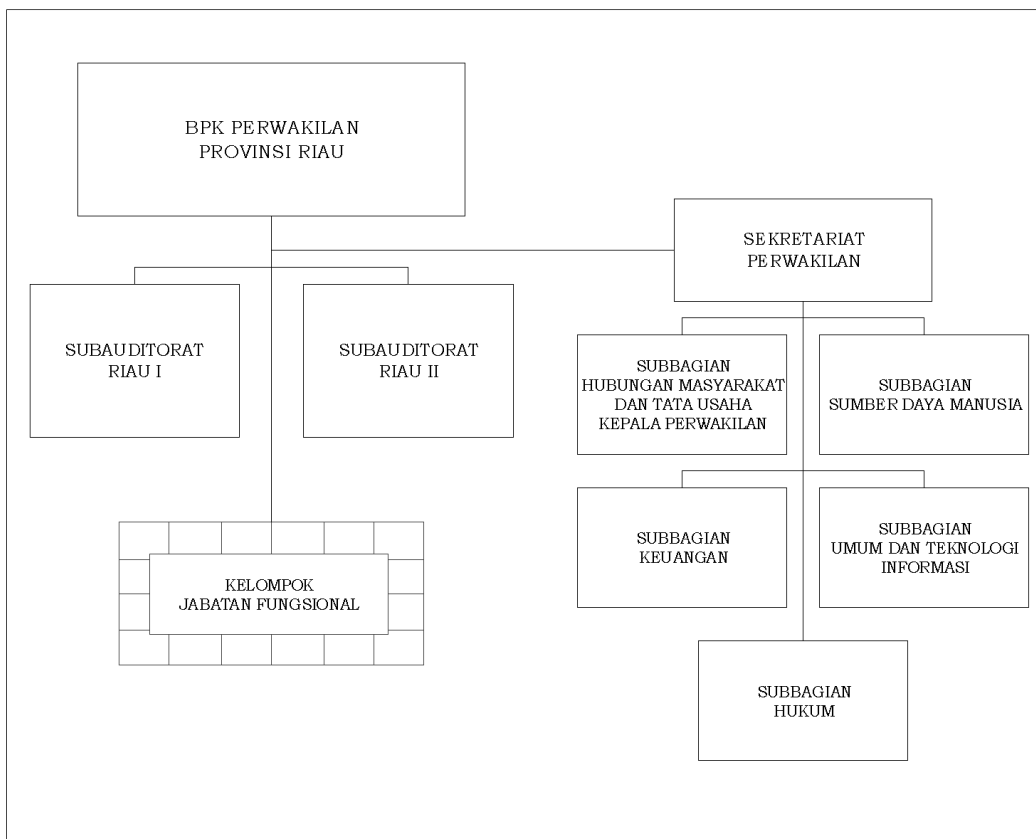 BPK PERWAKILAN
PROVINSI RIAU
SEKRETARIAT
PERWAKILAN
SUBAUDITORAT
RIAU I
SUBAUDITORAT
RIAU II
SUBBAGIAN
HUBUNGAN MASYARAKAT
DAN TATA USAHA
KEPALA PERWAKILAN
SUBBAGIAN
SUMBER DAYA MANUSIA
SUBBAGIAN
KEUANGAN
SUBBAGIAN
UMUM DAN TEKNOLOGI
INFORMASI
KELOMPOK
JABATAN FUNGSIONAL
SUBBAGIAN
HUKUM